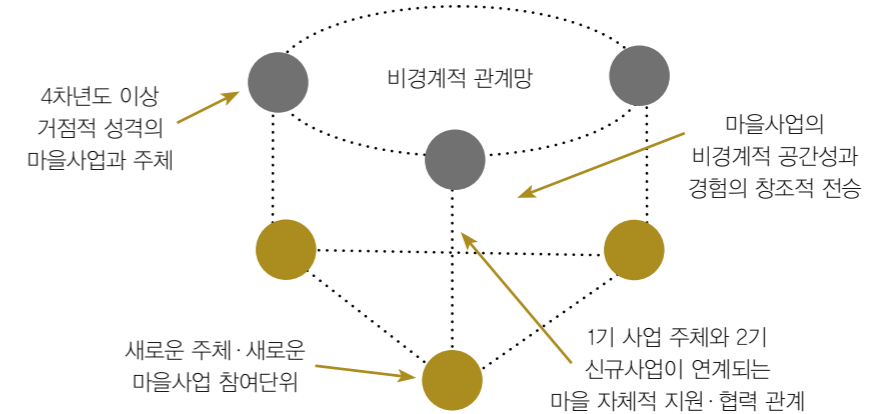 비경계적 관계망
4차년도 이상
거점적 성격의
마을사업과 주체
마을사업의
비경계적 공간성과
경험의 창조적 전승
새로운 주체·새로운
마을사업 참여단위
1기 사업 주체와 2기
신규사업이 연계되는
마을 자체적 지원·협력 관계